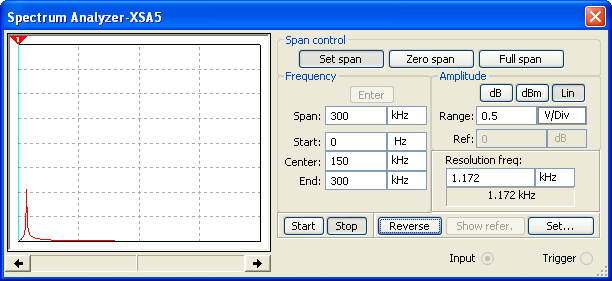 Spectrum Analyzer-XSA5
1
Span control
Set span Zero span Full span
Frequency
Enter
Span: 300 kHz
Start: 0 Hz
Center: 150 kHz
End: 300 kHz
Amplitude
dB dBm Lin
Range: 0.5 V/Div
Ref: 0 dB
Resolution freq:
1.172 kHz
1.172 kHz
Start Stop Reverse Show refer. Set...
Input Trigger